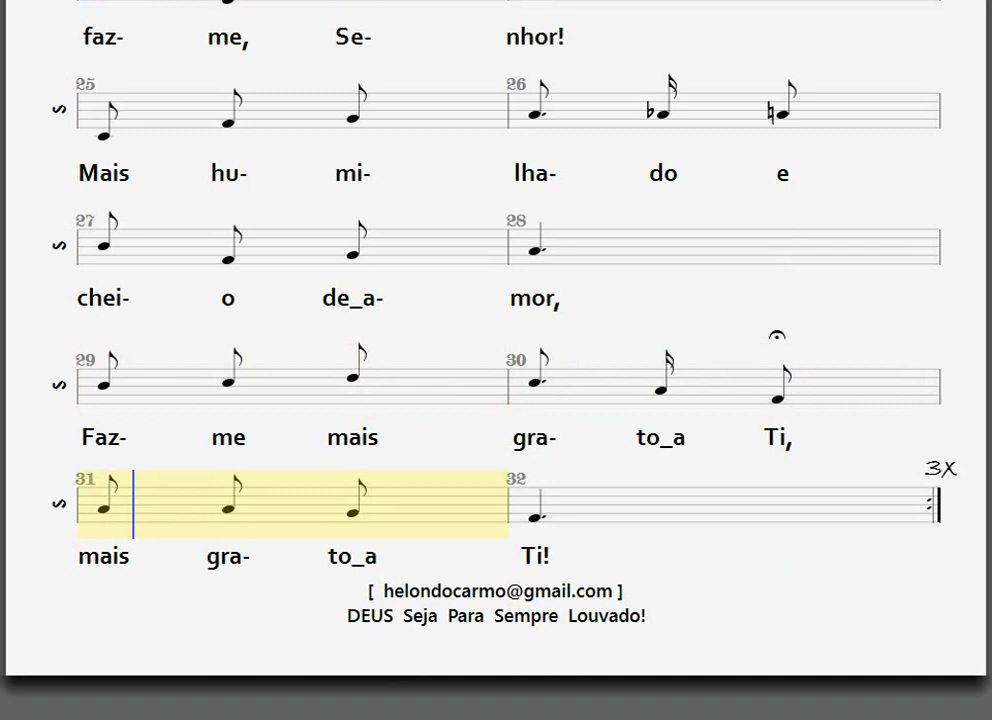 faz- me, Se- nhor!
25 26
S
Mais hu- mi- lha- do e
27 28
S
chei- o de_a- mor,
29 30
S
Faz- me mais gra- to_a Ti,
3X
31 32
S
mais gra- to_a Ti!
[ helondocarmo@gmail.com ]
DEUS Seja Para Sempre Louvado!